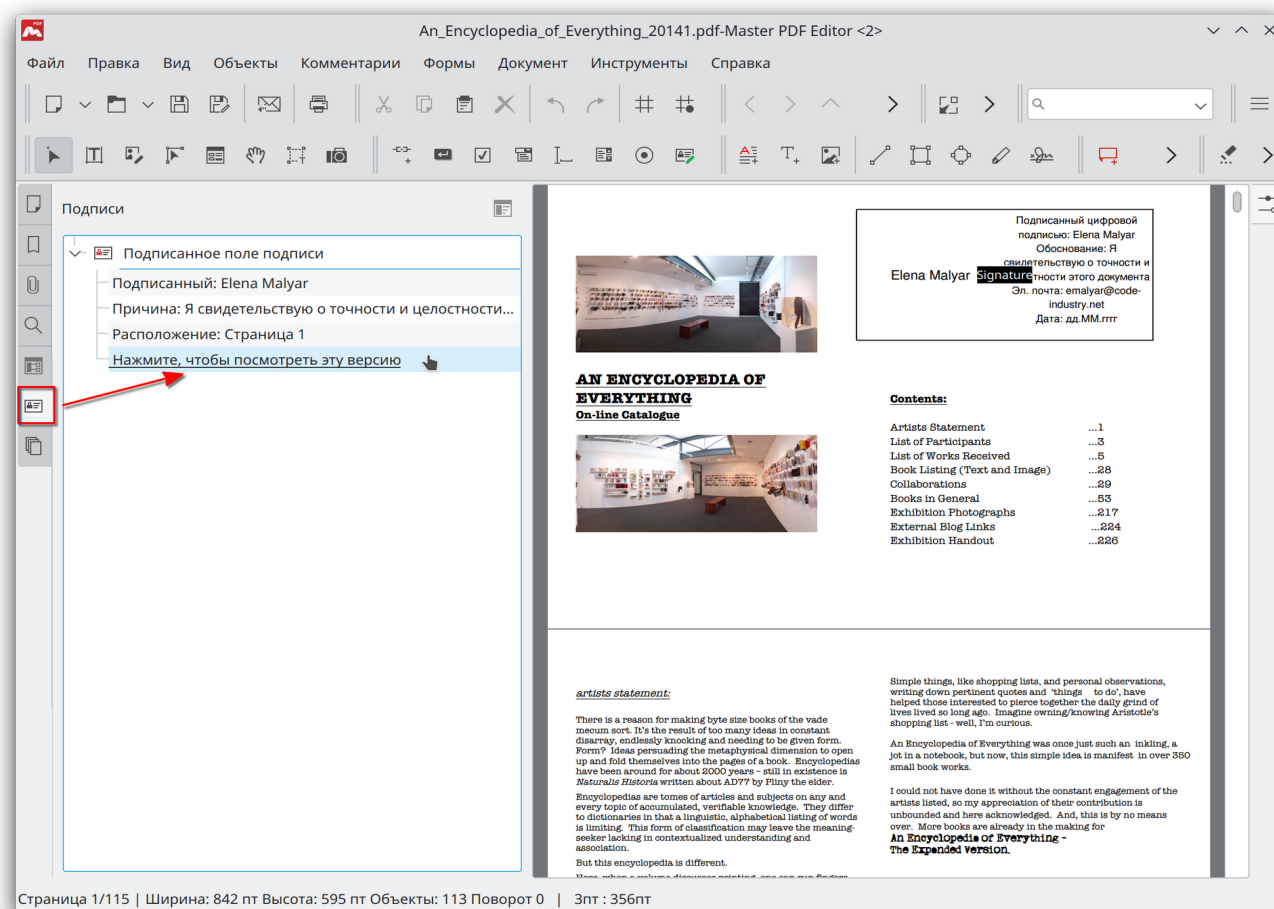 An_Encyclopedia_of_Everything_20141.pdf-Master PDF Editor <2>
Файл Правка Вид Объекты Комментарии Формы Документ Инструменты Справка
Подписи
Подписанное поле подписи
Подписанный: Elena Malyar
Причина: Я свидетельствую о точности и целостности...
Расположение: Страница 1
Нажмите, чтобы посмотреть эту версию
Elena Malyar
Signature
Подписанный цифровой
подписью: Elena Malyar
Обоснование: Я
свидетельствую о точности и
тности этого документа
Эл. почта: emalyar@code-
industry.net
Дата: дд.ММ.гггг
AN ENCYCLOPEDIA OF
EVERYTHING
On-line Catalogue
Contents:
Artists Statement ...1
List of Participants ...3
List of Works Received ...5
Book Listing (Text and Image) ...28
Collaborations ...29
Books in General ...53
Exhibition Photographs ...217
External Blog Links ...224
Exhibition Handout ...226
artists statement:
There is a reason for making byte size books of the vade
mecum sort. It's the result of too many ideas in constant
disarray, endlessly knocking and needing to be given form.
Form? Ideas persuading the metaphysical dimension to open
up and fold themselves into the pages of a book. Encyclopedias
have been around for about 2000 years – still in existence is
Naturalis Historia written about AD77 by Pliny the elder.
Encyclopedias are tomes of articles and subjects on any and
every topic of accumulated, verifiable knowledge. They differ
to dictionaries in that a linguistic, alphabetical listing of words
is limiting. This form of classification may leave the meaning-
seeker lacking in contextualized understanding and
association.
But this encyclopedia is different.
Here, when a volume discusses printing, one can run fingers
Simple things, like shopping lists, and personal observations,
writing down pertinent quotes and 'things to do', have
helped those interested to pierce together the daily grind of
lives lived so long ago. Imagine owning/knowing Aristotle's
shopping list - well, I'm curious.
An Encyclopedia of Everything was once just such an inkling, a
jot in a notebook, but now, this simple idea is manifest in over 350
small book works.
I could not have done it without the constant engagement of the
artists listed, so my appreciation of their contribution is
unbounded and here acknowledged. And, this is by no means
over. More books are already in the making for
An Encyclopedia of Everything –
The Expanded Version.
Страница 1/115 | Ширина: 842 пт Высота: 595 пт Объекты: 113 Поворот 0 | 3пт : 356пт